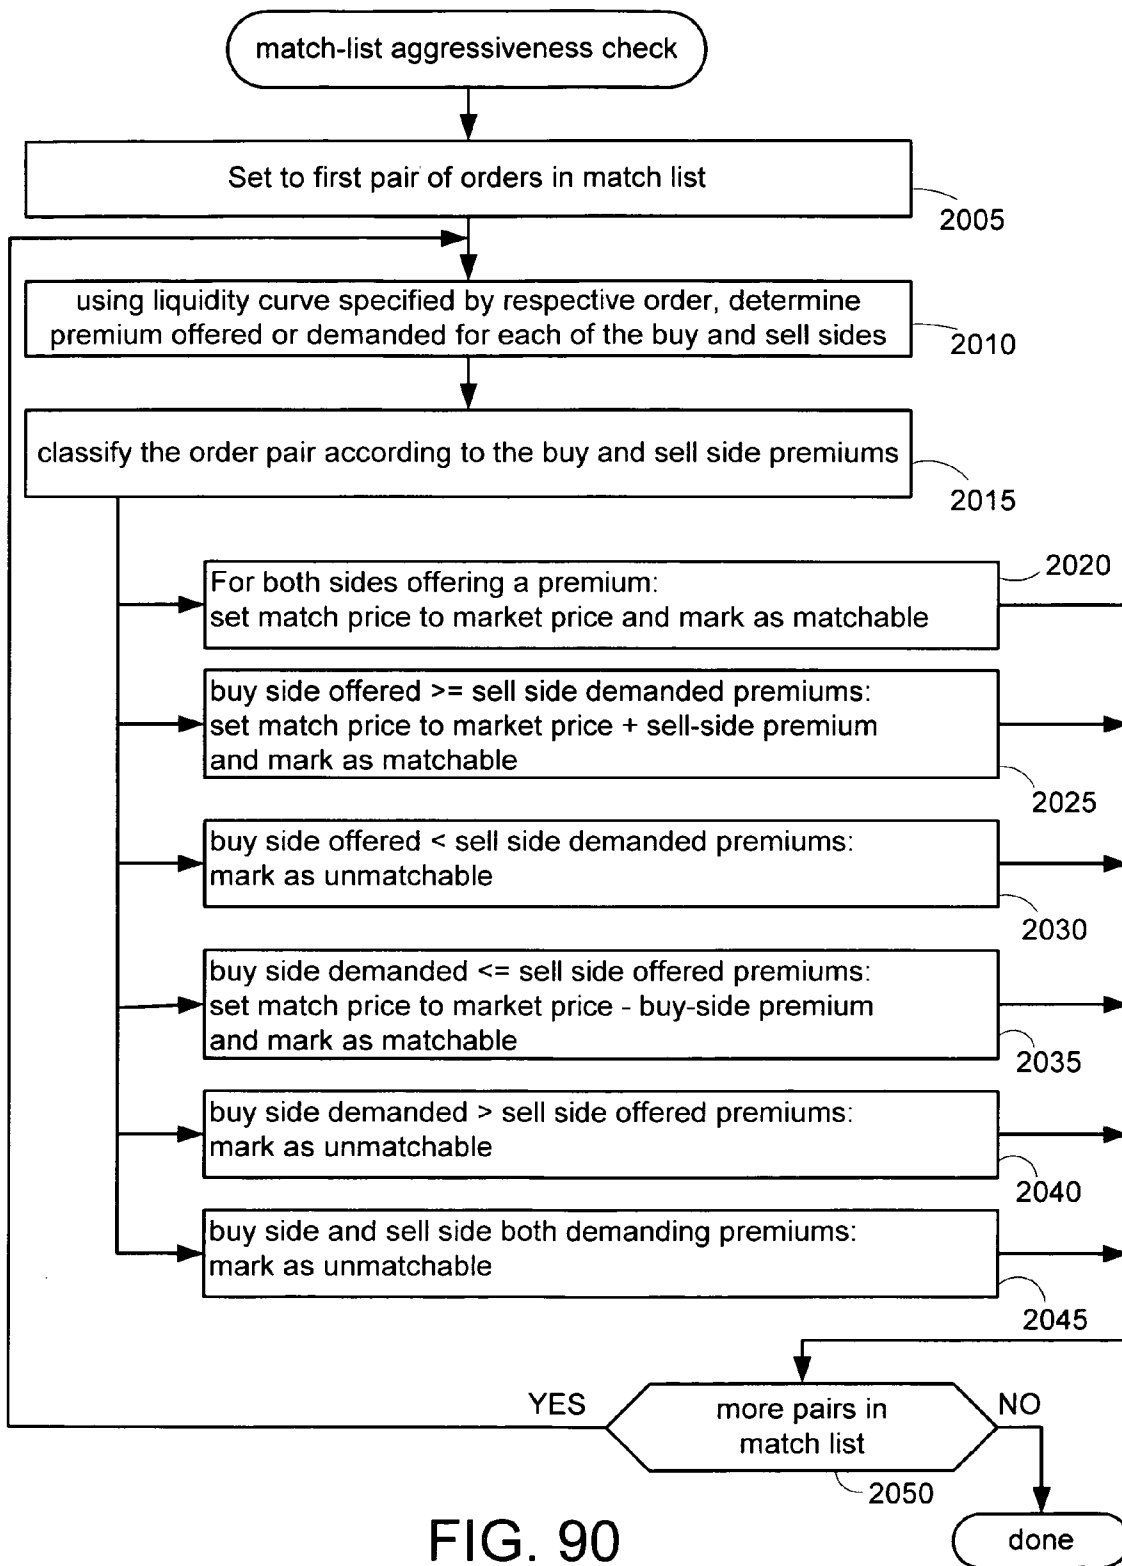 match-list aggressiveness check
Set to first pair of orders in match list
2005
using liquidity curve specified by respective order, determine
premium offered or demanded for each of the buy and sell sides
2010
classify the order pair according to the buy and sell side premiums
2015
For both sides offering a premium:
set match price to market price and mark as matchable
2020
buy side offered >= sell side demanded premiums:
set match price to market price + sell-side premium
and mark as matchable
2025
buy side offered < sell side demanded premiums:
mark as unmatchable
2030
buy side demanded <= sell side offered premiums:
set match price to market price - buy-side premium
and mark as matchable
2035
buy side demanded > sell side offered premiums:
mark as unmatchable
2040
buy side and sell side both demanding premiums:
mark as unmatchable
2045
YES
more pairs in
match list
NO
2050
done
FIG. 90